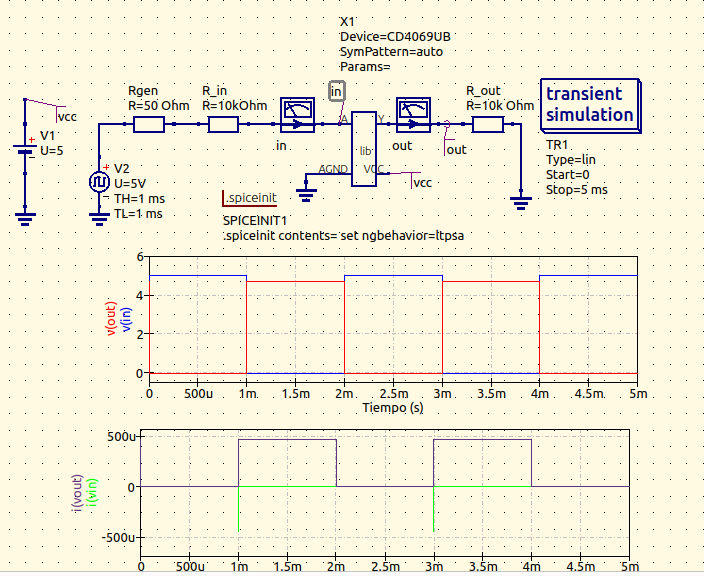 X1
Device=CD4069UB
SymPattern=auto
Params=
Rgen
R=50 Ohm
R_in
R=10kOhm
in
R_out
R=10k Ohm
transient
simulation
vcc
V1
U=5
A
Y
lib
AGND
VCC
in
out
out
vcc
V2
U=5V
TH=1 ms
TL=1 ms
TR1
Type=lin
Start=0
Stop=5 ms
.spiceinit
SPICEINIT1
.spiceinit contents=`set ngbehavior=ltpsa
v(out)
v(in)
6
4
2
0
0 500u 1m 1.5m 2m 2.5m 3m 3.5m 4m 4.5m 5m
Tiempo (s)
i(vout)
i(vin)
500u
0
-500u
0 500u 1m 1.5m 2m 2.5m 3m 3.5m 4m 4.5m 5m